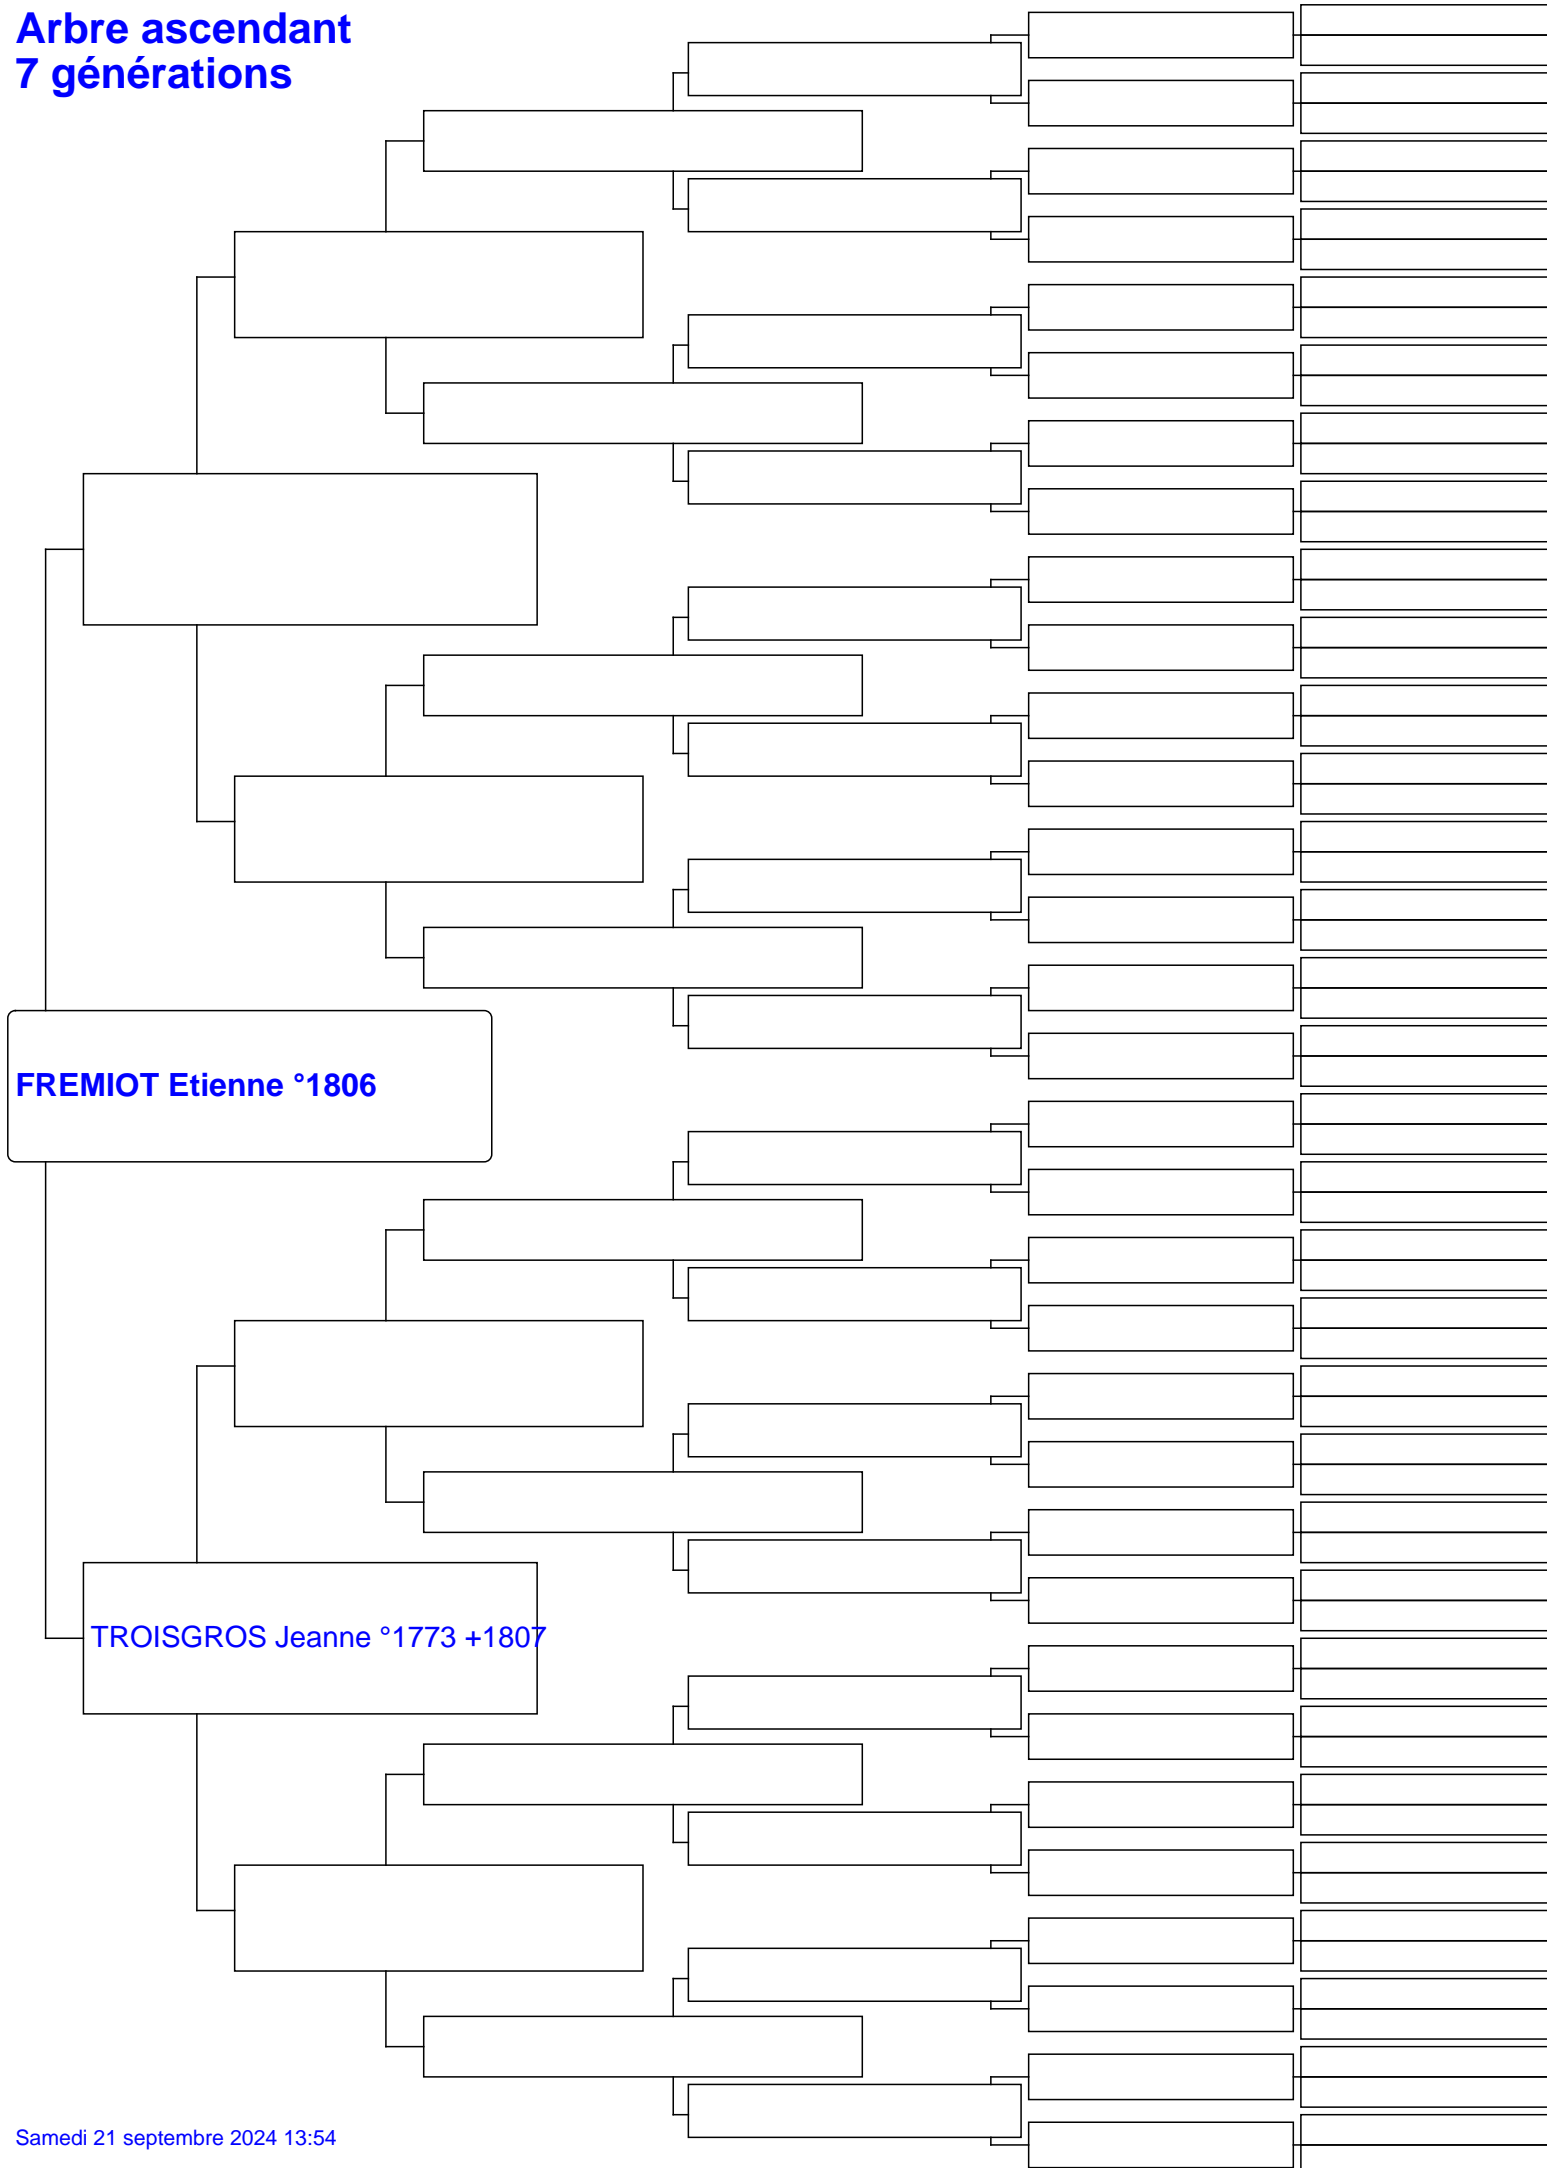 Arbre ascendant
7 générations
FREMIOT Etienne °1806
TROISGROS Jeanne °1773 +1807
Samedi 21 septembre 2024 13:54